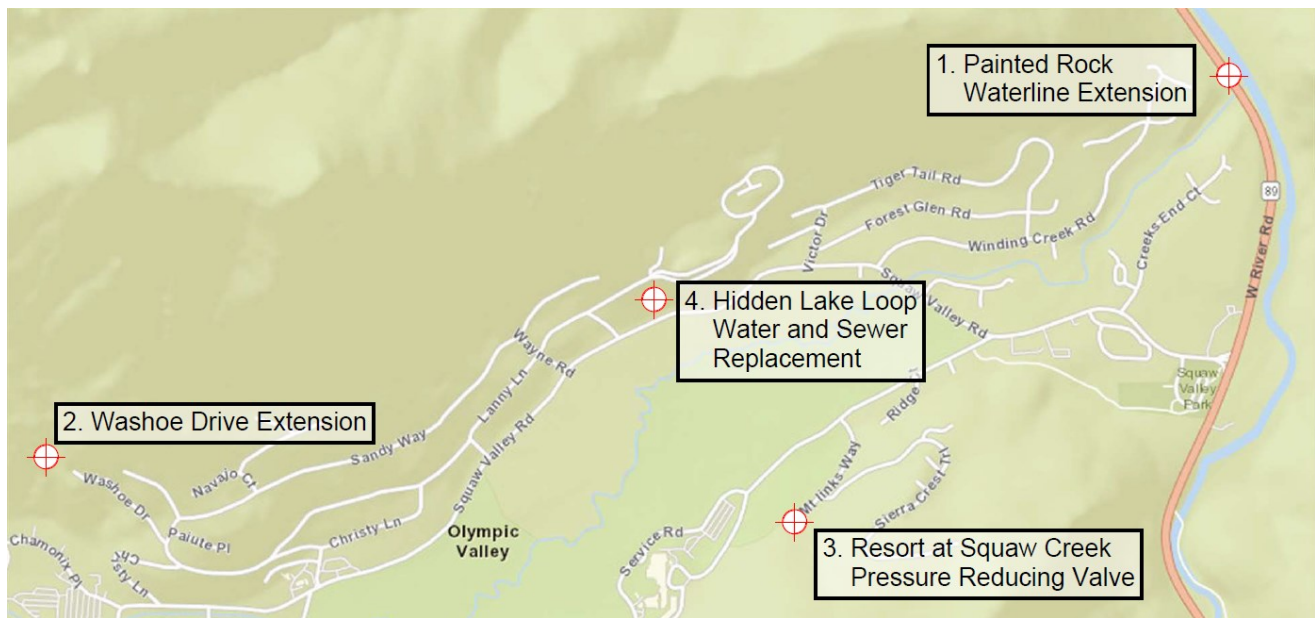 1. Painted Rock
Waterline Extension
89
W River Rd
Tiger Tail Rd
Forest Glen Rd
Victor Dr
Winding Creek Rd
Creeks End Ct
Squaw Valley Rd
4. Hidden Lake Loop
Water and Sewer
Replacement
Wayne Rd
Lanny Ln
Squaw
Valley
Park
Ridge
2. Washoe Drive Extension
Sandy Way
Navajo Ct
Squaw Valley Rd
Mt links Way
Sierra Crest Trl
Washoe Dr
Paiute Pl
Christy Ln
Olympic
Valley
Service Rd
3. Resort at Squaw Creek
Pressure Reducing Valve
Chamonix Pl
Christy Ln